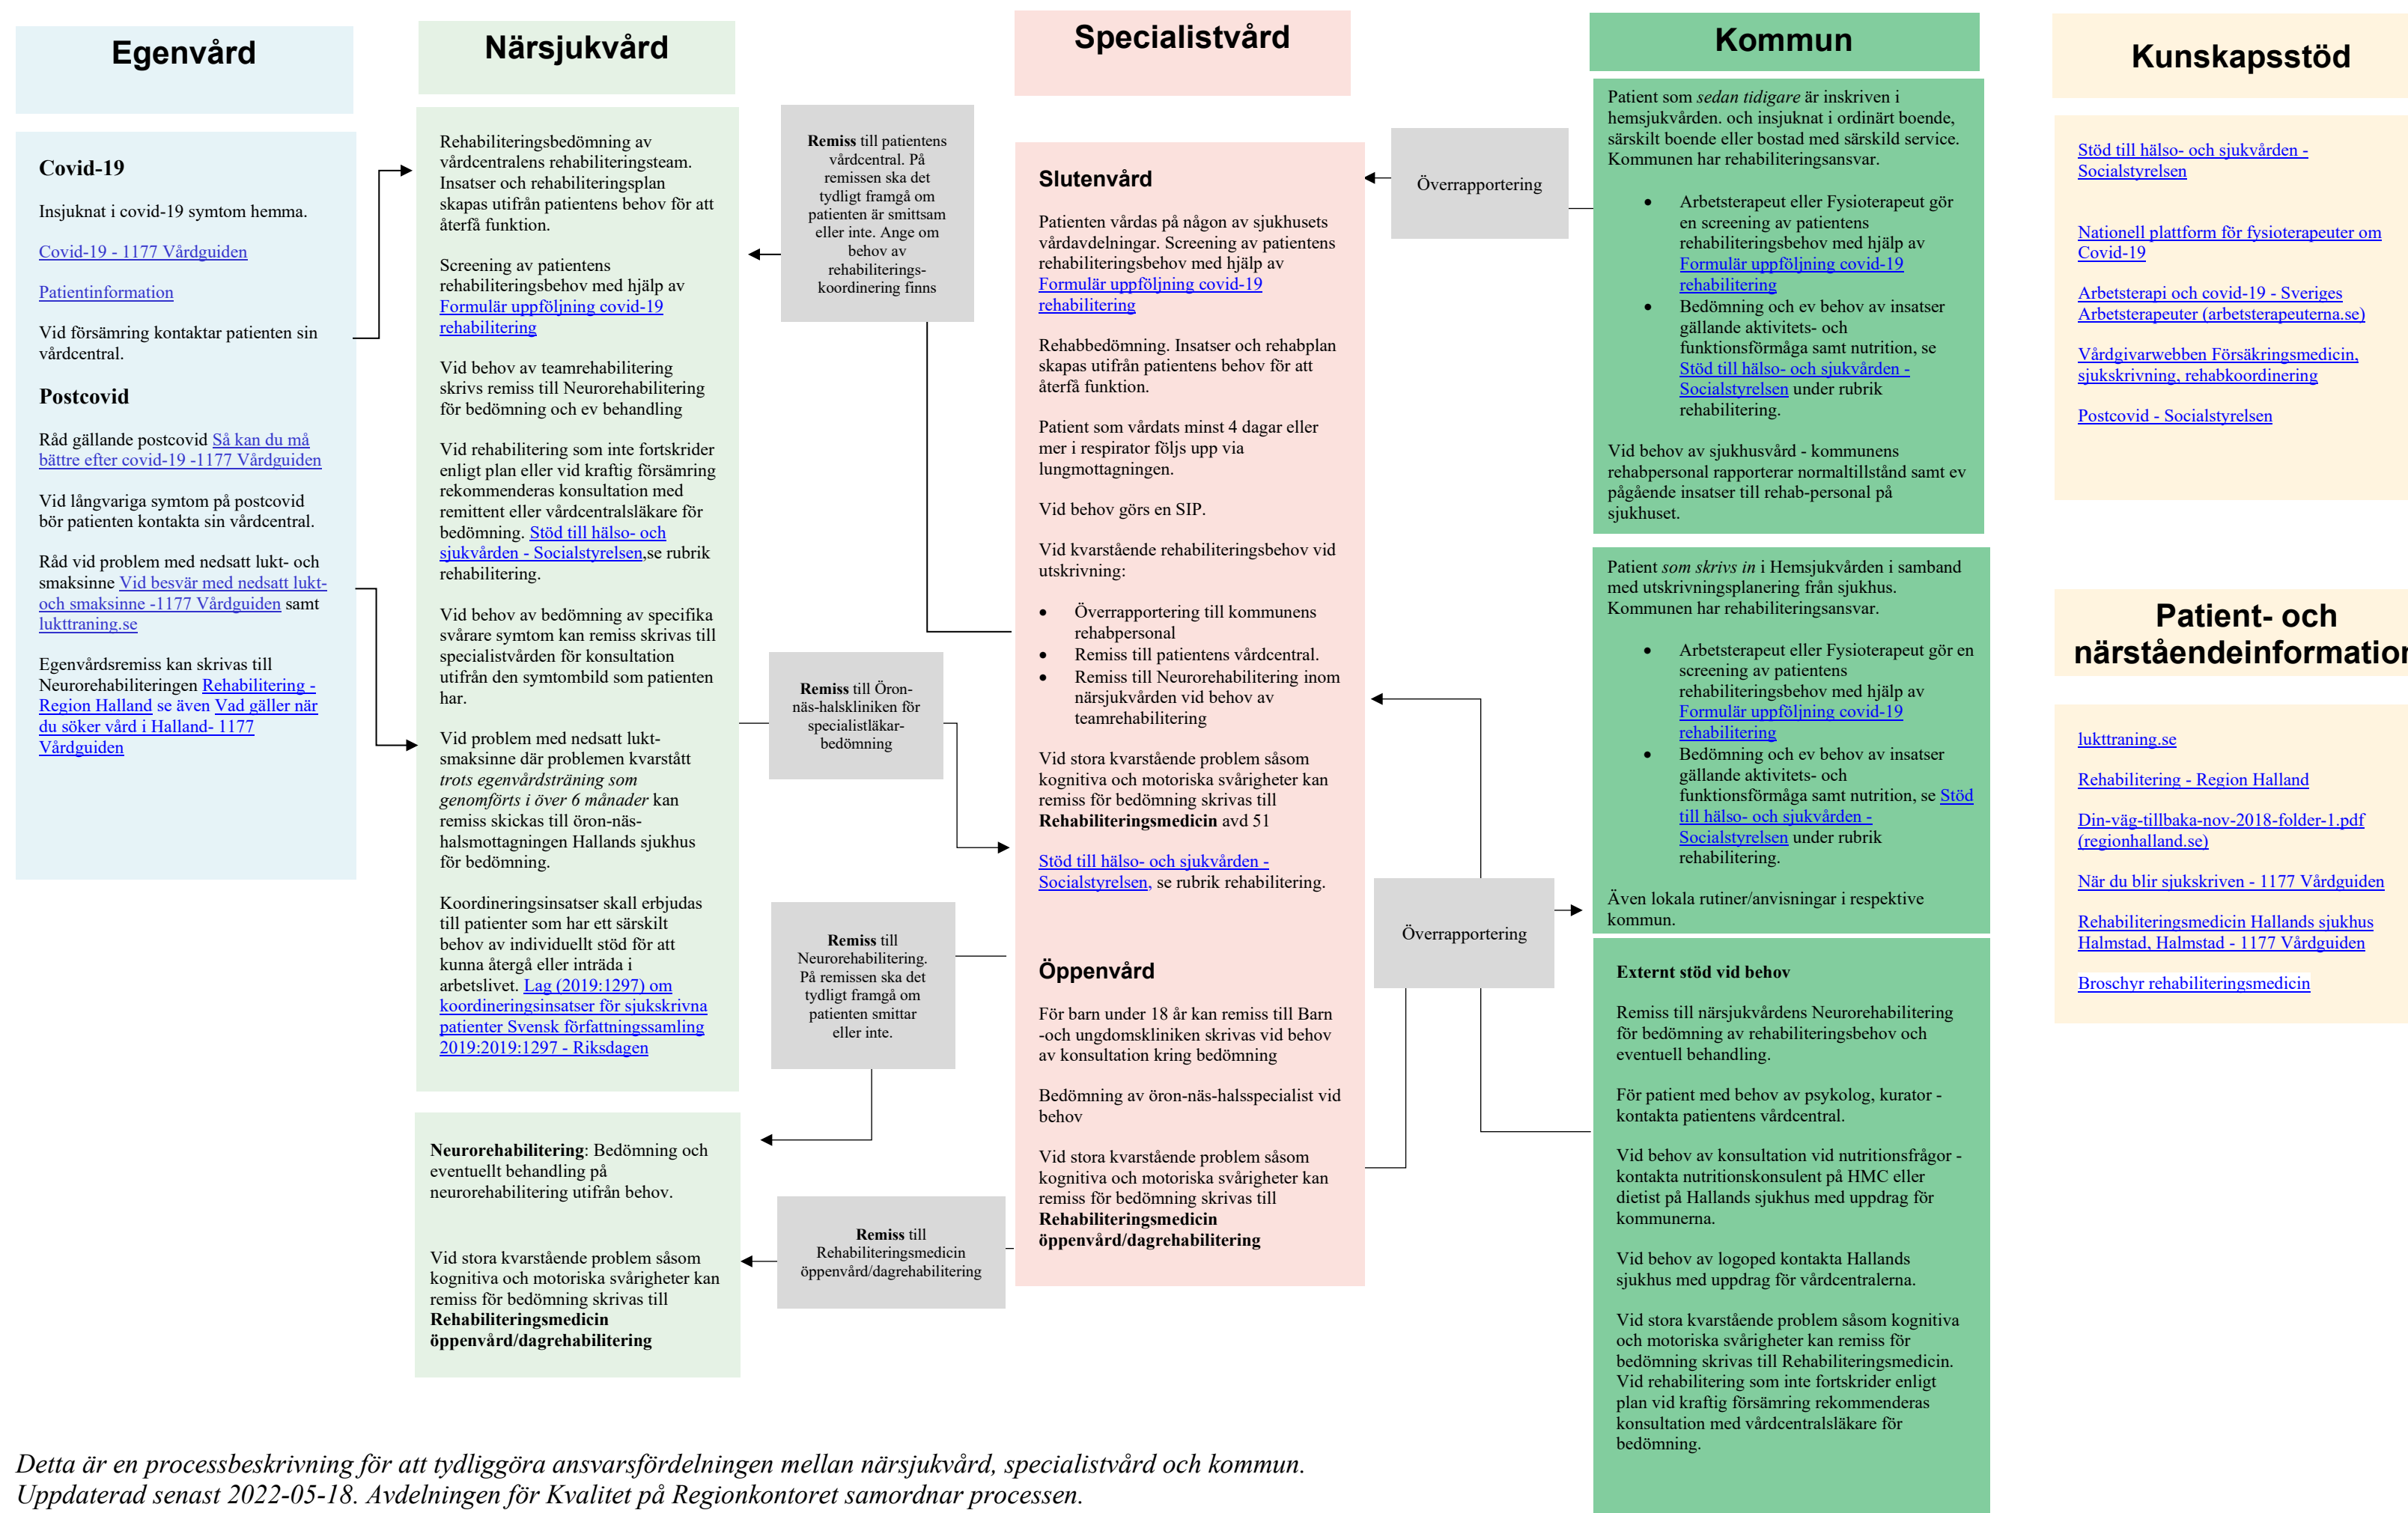 Egenvård
Covid-19
Insjuknat i covid-19 symtom hemma.
Covid-19 - 1177 Vårdguiden
Patientinformation
Vid försämring kontaktar patienten sin
vårdcentral.
Postcovid
Råd gällande postcovid Så kan du må
bättre efter covid-19 -1177 Vårdguiden
Vid långvariga symtom på postcovid
bör patienten kontakta sin vårdcentral.
Råd vid problem med nedsatt lukt- och
smaksinne Vid besvär med nedsatt lukt-
och smaksinne -1177 Vårdguiden samt
lukttraning.se
Egenvårdsremiss kan skrivas till
Neurorehabiliteringen Rehabilitering -
Region Halland se även Vad gäller när
du söker vård i Halland- 1177
Vårdguiden
Närsjukvård
Rehabiliteringsbedömning av
vårdcentralens rehabiliteringsteam.
Insatser och rehabiliteringsplan
skapas utifrån patientens behov för att
återfå funktion.
Screening av patientens
rehabiliteringsbehov med hjälp av
Formulär uppföljning covid-19
rehabilitering
Vid behov av teamrehabilitering
skrivs remiss till Neurorehabilitering
för bedömning och ev behandling
Vid rehabilitering som inte fortskrider
enligt plan eller vid kraftig försämring
rekommenderas konsultation med
remittent eller vårdcentralsläkare för
bedömning. Stöd till hälso- och
sjukvården - Socialstyrelsen,se rubrik
rehabilitering.
Vid behov av bedömning av specifika
svårare symtom kan remiss skrivas till
specialistvården för konsultation
utifrån den symtombild som patienten
har.
Vid problem med nedsatt lukt-
smaksinne där problemen kvarstått
trots egenvårdsträning som
genomförts i över 6 månader kan
remiss skickas till öron-näs-
halsmottagningen Hallands sjukhus
för bedömning.
Koordineringsinsatser skall erbjudas
till patienter som har ett särskilt
behov av individuellt stöd för att
kunna återgå eller inträda i
arbetslivet. Lag (2019:1297) om
koordineringsinsatser för sjukskrivna
patienter Svensk författningssamling
2019:2019:1297 - Riksdagen
Neurorehabilitering: Bedömning och
eventuellt behandling på
neurorehabilitering utifrån behov.
Vid stora kvarstående problem såsom
kognitiva och motoriska svårigheter kan
remiss för bedömning skrivas till
Rehabiliteringsmedicin
öppenvård/dagrehabilitering
Remiss till patientens
vårdcentral. På
remissen ska det
tydligt framgå om
patienten är smittsam
eller inte. Ange om
behov av
rehabiliterings-
koordinering finns
Remiss till Öron-
näs-halskliniken för
specialistläkar-
bedömning
Remiss till
Neurorehabilitering.
På remissen ska det
tydligt framgå om
patienten smittar
eller inte.
Remiss till
Rehabiliteringsmedicin
öppenvård/dagrehabilitering
Specialistvård
Slutenvård
Patienten vårdas på någon av sjukhusets
vårdavdelningar. Screening av patientens
rehabiliteringsbehov med hjälp av
Formulär uppföljning covid-19
rehabilitering
Rehabbedömning. Insatser och rehabplan
skapas utifrån patientens behov för att
återfå funktion.
Patient som vårdats minst 4 dagar eller
mer i respirator följs upp via
lungmottagningen.
Vid behov görs en SIP.
Vid kvarstående rehabiliteringsbehov vid
utskrivning:
• Överrapportering till kommunens
rehabpersonal
• Remiss till patientens vårdcentral.
• Remiss till Neurorehabilitering inom
närsjukvården vid behov av
teamrehabilitering
Vid stora kvarstående problem såsom
kognitiva och motoriska svårigheter kan
remiss för bedömning skrivas till
Rehabiliteringsmedicin avd 51
Stöd till hälso- och sjukvården -
Socialstyrelsen, se rubrik rehabilitering.
Öppenvård
För barn under 18 år kan remiss till Barn
-och ungdomskliniken skrivas vid behov
av konsultation kring bedömning
Bedömning av öron-näs-halsspecialist vid
behov
Vid stora kvarstående problem såsom
kognitiva och motoriska svårigheter kan
remiss för bedömning skrivas till
Rehabiliteringsmedicin
öppenvård/dagrehabilitering
Överrapportering
Överrapportering
Kommun
Patient som sedan tidigare är inskriven i
hemsjukvården. och insjuknat i ordinärt boende,
särskilt boende eller bostad med särskild service.
Kommunen har rehabiliteringsansvar.
• Arbetsterapeut eller Fysioterapeut gör
en screening av patientens
rehabiliteringsbehov med hjälp av
Formulär uppföljning covid-19
rehabilitering
• Bedömning och ev behov av insatser
gällande aktivitets- och
funktionsförmåga samt nutrition, se
Stöd till hälso- och sjukvården -
Socialstyrelsen under rubrik
rehabilitering.
Vid behov av sjukhusvård - kommunens
rehabpersonal rapporterar normaltillstånd samt ev
pågående insatser till rehab-personal på
sjukhuset.
Patient som skrivs in i Hemsjukvården i samband
med utskrivningsplanering från sjukhus.
Kommunen har rehabiliteringsansvar.
• Arbetsterapeut eller Fysioterapeut gör en
screening av patientens
rehabiliteringsbehov med hjälp av
Formulär uppföljning covid-19
rehabilitering
• Bedömning och ev behov av insatser
gällande aktivitets- och
funktionsförmåga samt nutrition, se Stöd
till hälso- och sjukvården -
Socialstyrelsen under rubrik
rehabilitering.
Även lokala rutiner/anvisningar i respektive
kommun.
Externt stöd vid behov
Remiss till närsjukvårdens Neurorehabilitering
för bedömning av rehabiliteringsbehov och
eventuell behandling.
För patient med behov av psykolog, kurator -
kontakta patientens vårdcentral.
Vid behov av konsultation vid nutritionsfrågor -
kontakta nutritionskonsulent på HMC eller
dietist på Hallands sjukhus med uppdrag för
kommunerna.
Vid behov av logoped kontakta Hallands
sjukhus med uppdrag för vårdcentralerna.
Vid stora kvarstående problem såsom kognitiva
och motoriska svårigheter kan remiss för
bedömning skrivas till Rehabiliteringsmedicin.
Vid rehabilitering som inte fortskrider enligt
plan vid kraftig försämring rekommenderas
konsultation med vårdcentralsläkare för
bedömning.
Kunskapsstöd
Stöd till hälso- och sjukvården -
Socialstyrelsen
Nationell plattform för fysioterapeuter om
Covid-19
Arbetsterapi och covid-19 - Sveriges
Arbetsterapeuter (arbetsterapeuterna.se)
Vårdgivarwebben Försäkringsmedicin,
sjukskrivning, rehabkoordinering
Postcovid - Socialstyrelsen
Patient- och
närståendeinformation
lukttraning.se
Rehabilitering - Region Halland
Din-väg-tillbaka-nov-2018-folder-1.pdf
(regionhalland.se)
När du blir sjukskriven - 1177 Vårdguiden
Rehabiliteringsmedicin Hallands sjukhus
Halmstad, Halmstad - 1177 Vårdguiden
Broschyr rehabiliteringsmedicin
Detta är en processbeskrivning för att tydliggöra ansvarsfördelningen mellan närsjukvård, specialistvård och kommun.
Uppdaterad senast 2022-05-18. Avdelningen för Kvalitet på Regionkontoret samordnar processen.